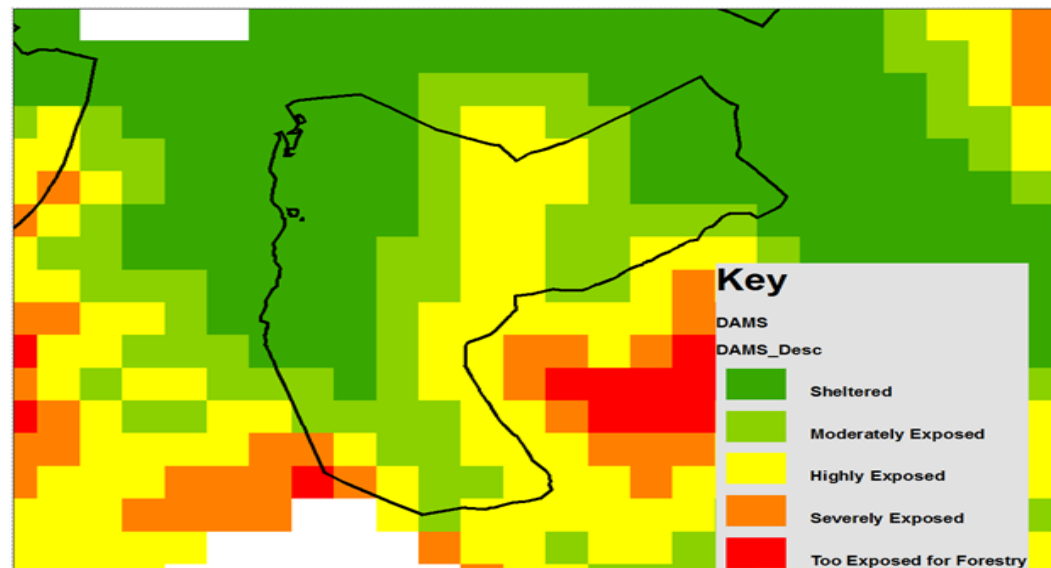 Key
DAMS
DAMS_Desc
Sheltered
Moderately Exposed
Highly Exposed
Severely Exposed
Too Exposed for Forestry